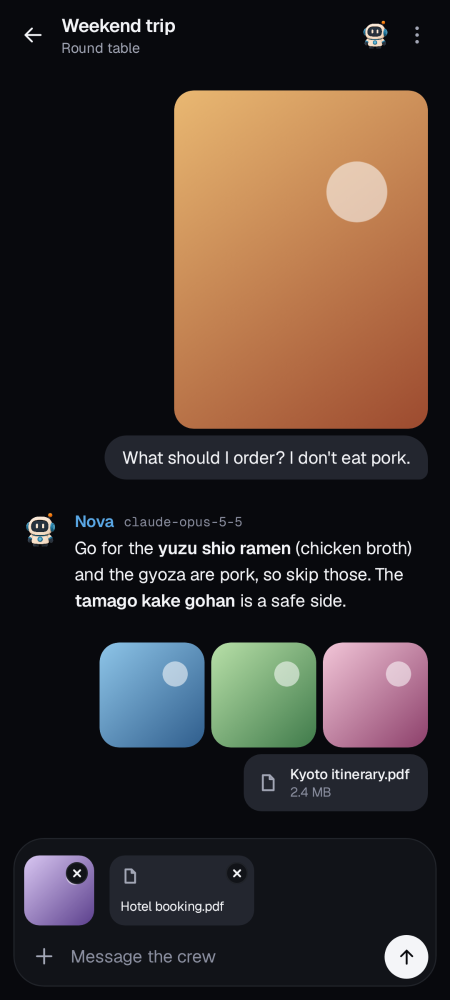 Weekend trip
Round table
What should I order? I don't eat pork.
Nova claude-opus-5-5
Go for the yuzu shio ramen (chicken broth)
and the gyoza are pork, so skip those. The
tamago kake gohan is a safe side.
Kyoto itinerary.pdf
2.4 MB
Hotel booking.pdf
Message the crew